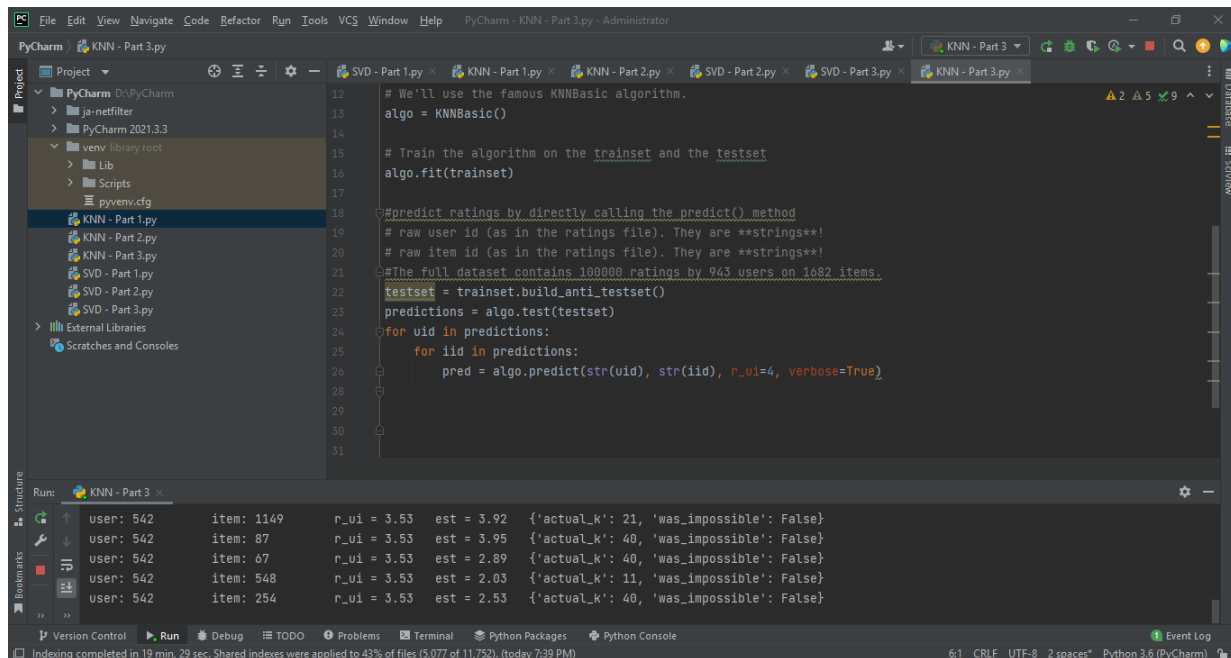 PC File Edit View Navigate Code Refactor Run Tools VCS Window Help PyCharm - KNN - Part 3.py - Administrator
PyCharm KNN - Part 3.py KNN - Part 3
Project
Project SVD - Part 1.py KNN - Part 1.py KNN - Part 2.py SVD - Part 2.py SVD - Part 3.py KNN - Part 3.py
PyCharm D:\PyCharm
ja-netfilter
PyCharm 2021.3.3
venv library root
Lib
Scripts
pyvenv.cfg
KNN - Part 1.py
KNN - Part 2.py
KNN - Part 3.py
SVD - Part 1.py
SVD - Part 2.py
SVD - Part 3.py
External Libraries
Scratches and Consoles
12 # We'll use the famous KNNBasic algorithm.
2 5 9
13 algo = KNNBasic()
14
15 # Train the algorithm on the trainset and the testset
16 algo.fit(trainset)
17
18 #predict ratings by directly calling the predict() method
19 # raw user id (as in the ratings file). They are **strings**!
20 # raw item id (as in the ratings file). They are **strings**!
21 #The full dataset contains 100000 ratings by 943 users on 1682 items.
22 testset = trainset.build_anti_testset()
23 predictions = algo.test(testset)
24 for uid in predictions:
25 for iid in predictions:
26 pred = algo.predict(str(uid), str(iid), r_ui=4, verbose=True)
28
29
30
31
Database
SciView
Structure
Bookmarks
Run: KNN - Part 3
user: 542 item: 1149 r_ui = 3.53 est = 3.92 {'actual_k': 21, 'was_impossible': False}
user: 542 item: 87 r_ui = 3.53 est = 3.95 {'actual_k': 40, 'was_impossible': False}
user: 542 item: 67 r_ui = 3.53 est = 2.89 {'actual_k': 40, 'was_impossible': False}
user: 542 item: 548 r_ui = 3.53 est = 2.03 {'actual_k': 11, 'was_impossible': False}
user: 542 item: 254 r_ui = 3.53 est = 2.53 {'actual_k': 40, 'was_impossible': False}
Version Control Run Debug TODO Problems Terminal Python Packages Python Console 1 Event Log
Indexing completed in 19 min, 29 sec. Shared indexes were applied to 43% of files (5,077 of 11,752). (today 7:39 PM) 6:1 CRLF UTF-8 2 spaces* Python 3.6 (PyCharm)